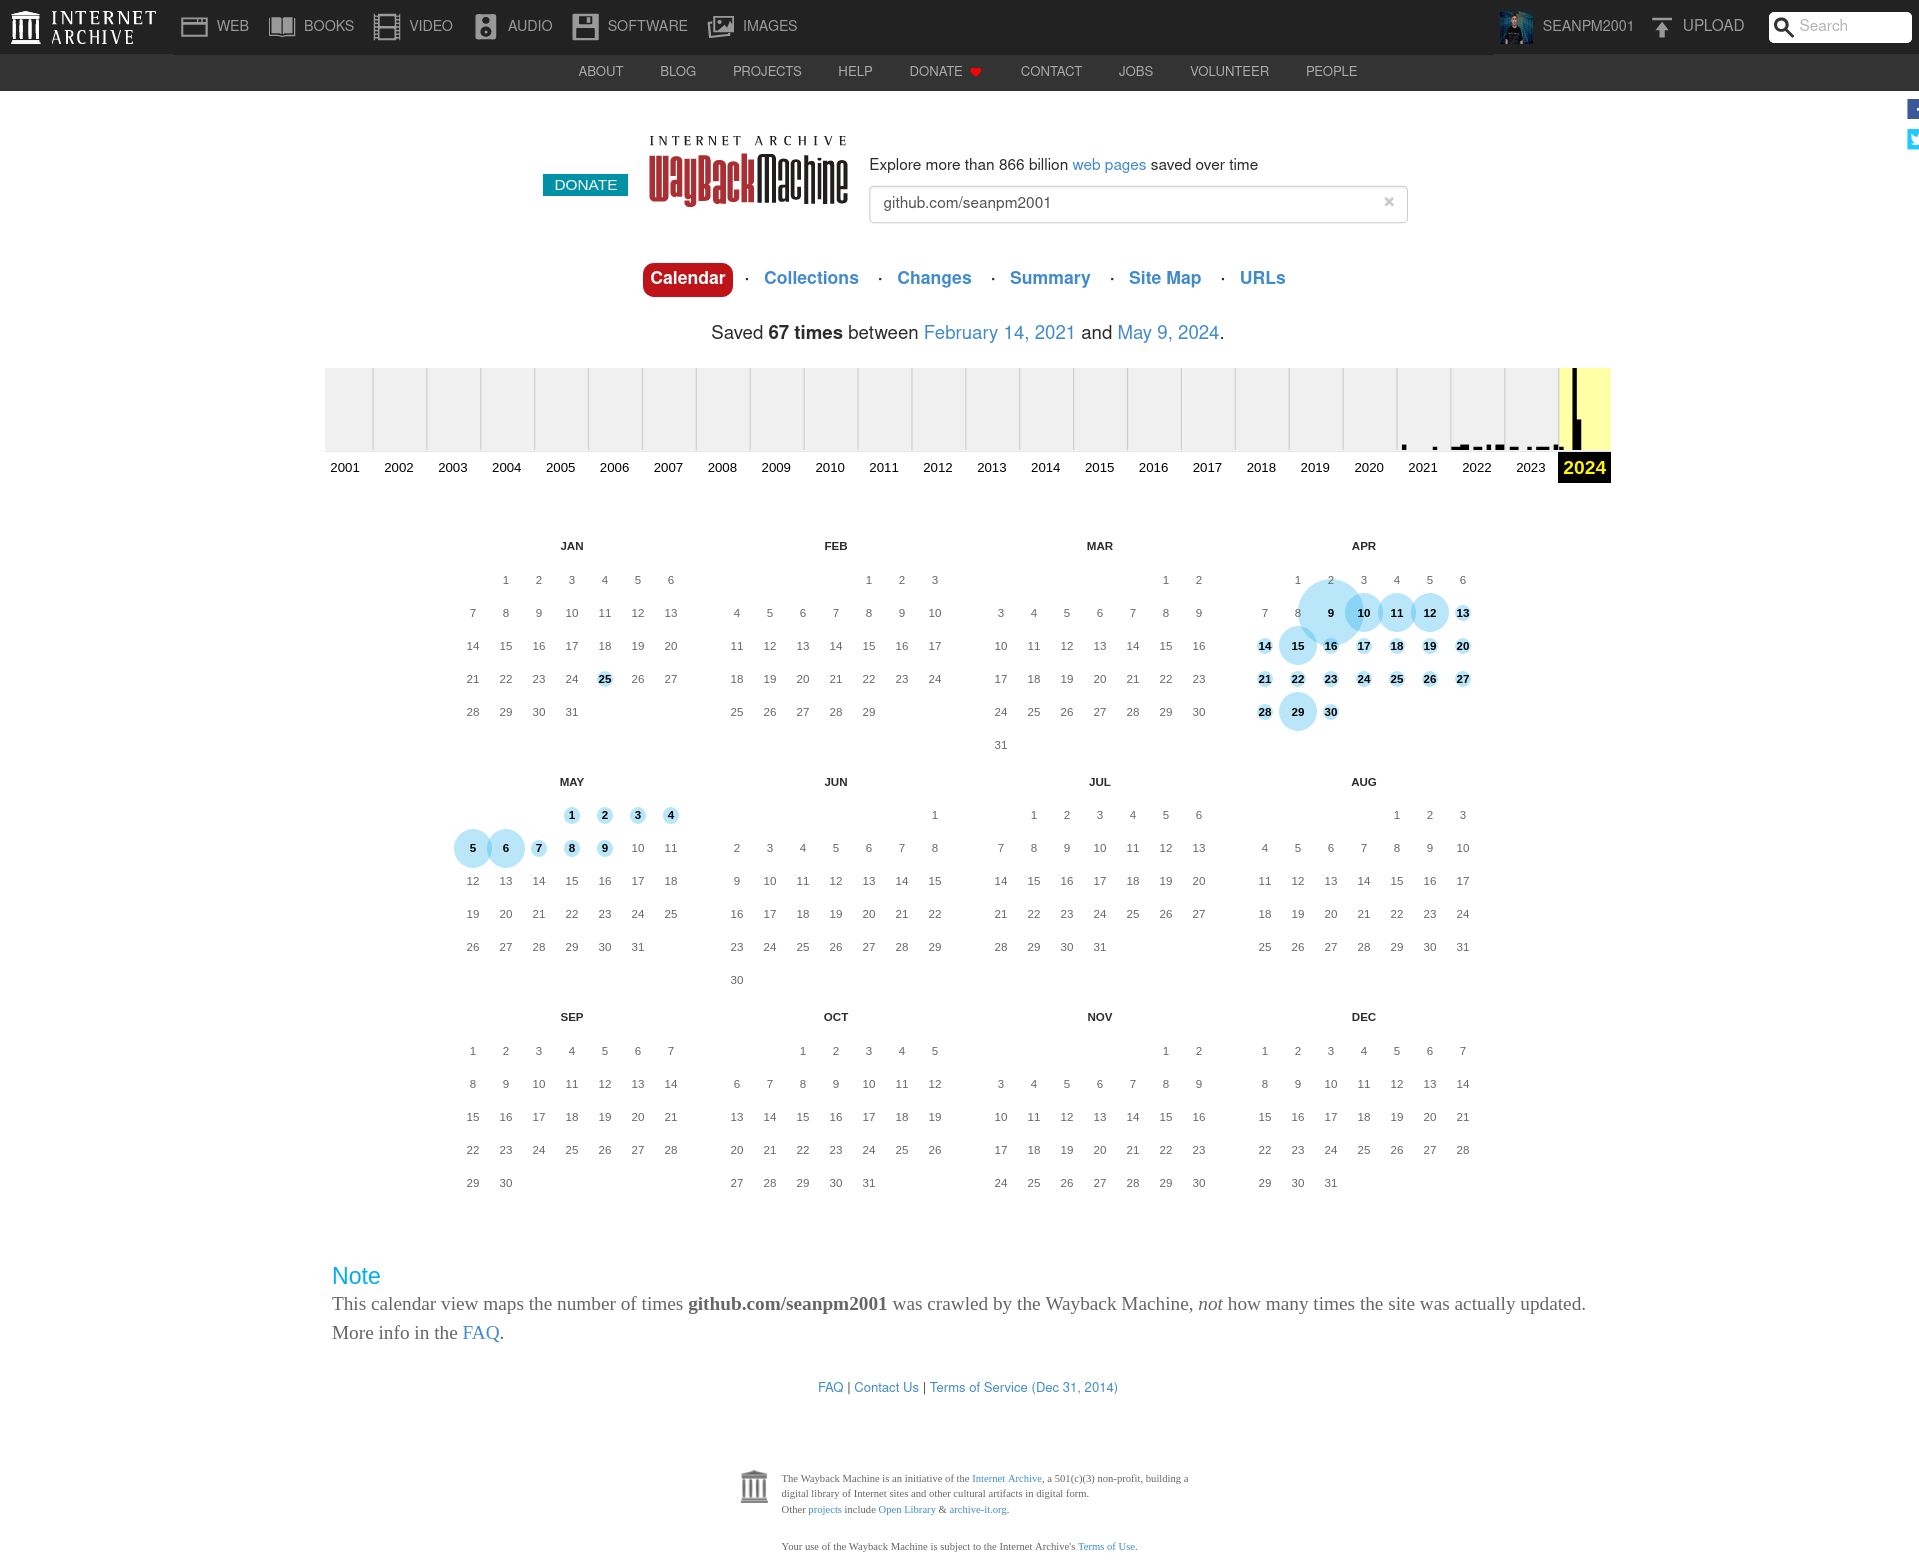 INTERNET ARCHIVE
WEB BOOKS VIDEO AUDIO SOFTWARE IMAGES SEANPM2001 UPLOAD Search
ABOUT BLOG PROJECTS HELP DONATE CONTACT JOBS VOLUNTEER PEOPLE
DONATE
INTERNET ARCHIVE
WayBackMachine
Explore more than 866 billion web pages saved over time
github.com/seanpm2001 ×
Calendar · Collections · Changes · Summary · Site Map · URLs
Saved 67 times between February 14, 2021 and May 9, 2024.
2001 2002 2003 2004 2005 2006 2007 2008 2009 2010 2011 2012 2013 2014 2015 2016 2017 2018 2019 2020 2021 2022 2023 2024
JAN
1 2 3 4 5 6
7 8 9 10 11 12 13
14 15 16 17 18 19 20
21 22 23 24 25 26 27
28 29 30 31
FEB
1 2 3
4 5 6 7 8 9 10
11 12 13 14 15 16 17
18 19 20 21 22 23 24
25 26 27 28 29
MAR
1 2
3 4 5 6 7 8 9
10 11 12 13 14 15 16
17 18 19 20 21 22 23
24 25 26 27 28 29 30
31
APR
1 2 3 4 5 6
7 8 9 10 11 12 13
14 15 16 17 18 19 20
21 22 23 24 25 26 27
28 29 30
MAY
1 2 3 4
5 6 7 8 9 10 11
12 13 14 15 16 17 18
19 20 21 22 23 24 25
26 27 28 29 30 31
JUN
1
2 3 4 5 6 7 8
9 10 11 12 13 14 15
16 17 18 19 20 21 22
23 24 25 26 27 28 29
30
JUL
1 2 3 4 5 6
7 8 9 10 11 12 13
14 15 16 17 18 19 20
21 22 23 24 25 26 27
28 29 30 31
AUG
1 2 3
4 5 6 7 8 9 10
11 12 13 14 15 16 17
18 19 20 21 22 23 24
25 26 27 28 29 30 31
SEP
1 2 3 4 5 6 7
8 9 10 11 12 13 14
15 16 17 18 19 20 21
22 23 24 25 26 27 28
29 30
OCT
1 2 3 4 5
6 7 8 9 10 11 12
13 14 15 16 17 18 19
20 21 22 23 24 25 26
27 28 29 30 31
NOV
1 2
3 4 5 6 7 8 9
10 11 12 13 14 15 16
17 18 19 20 21 22 23
24 25 26 27 28 29 30
DEC
1 2 3 4 5 6 7
8 9 10 11 12 13 14
15 16 17 18 19 20 21
22 23 24 25 26 27 28
29 30 31
Note
This calendar view maps the number of times github.com/seanpm2001 was crawled by the Wayback Machine, not how many times the site was actually updated.
More info in the FAQ.
FAQ | Contact Us | Terms of Service (Dec 31, 2014)
The Wayback Machine is an initiative of the Internet Archive, a 501(c)(3) non-profit, building a
digital library of Internet sites and other cultural artifacts in digital form.
Other projects include Open Library & archive-it.org.
Your use of the Wayback Machine is subject to the Internet Archive's Terms of Use.